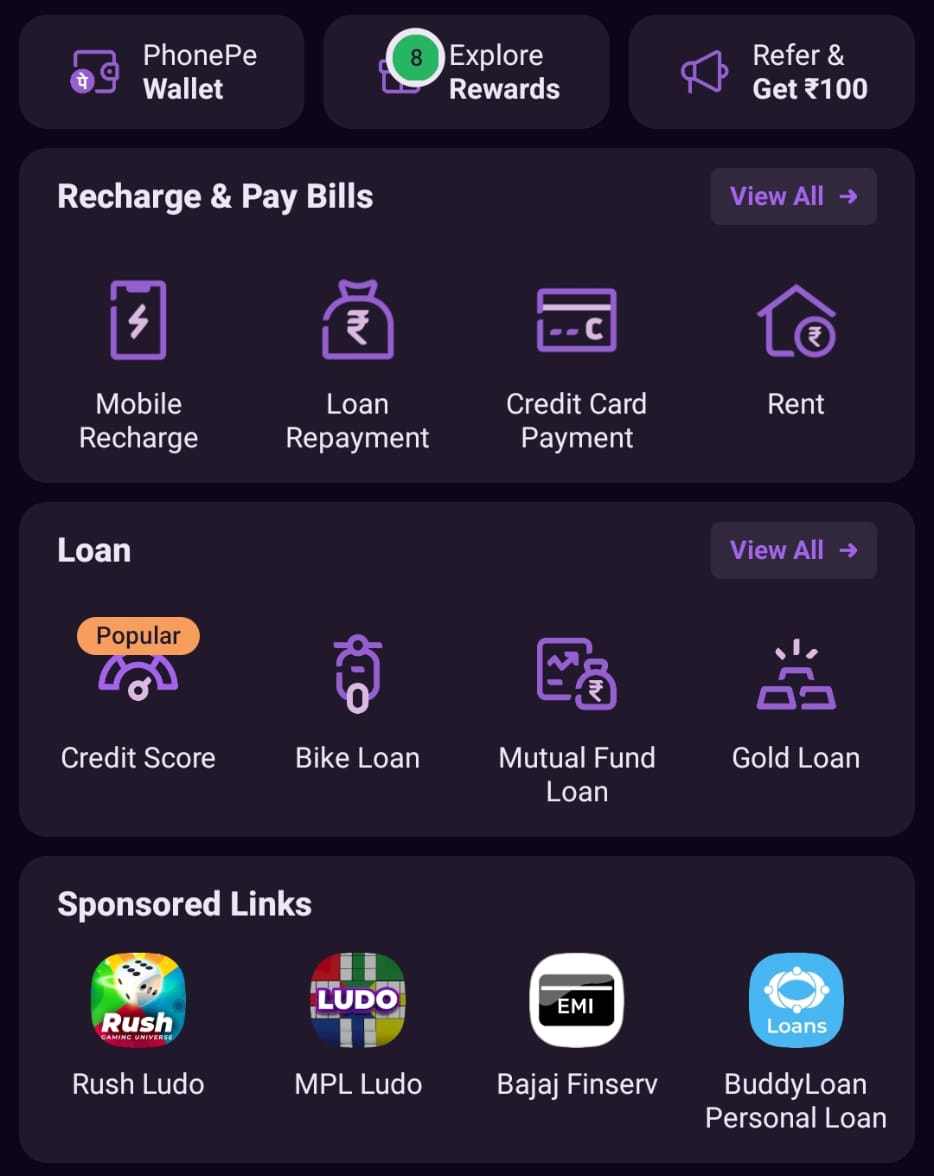 पे
PhonePe
Wallet
8
Explore
Rewards
Refer &
Get ₹100
Recharge & Pay Bills
View All →
₹
C
₹
Mobile
Recharge
Loan
Repayment
Credit Card
Payment
Rent
Loan
View All →
Popular
₹
Credit Score
Bike Loan
Mutual Fund
Loan
Gold Loan
Sponsored Links
Rush
GAMING UNIVERSE
LUDO
EMI
Loans
Rush Ludo
MPL Ludo
Bajaj Finserv
BuddyLoan
Personal Loan